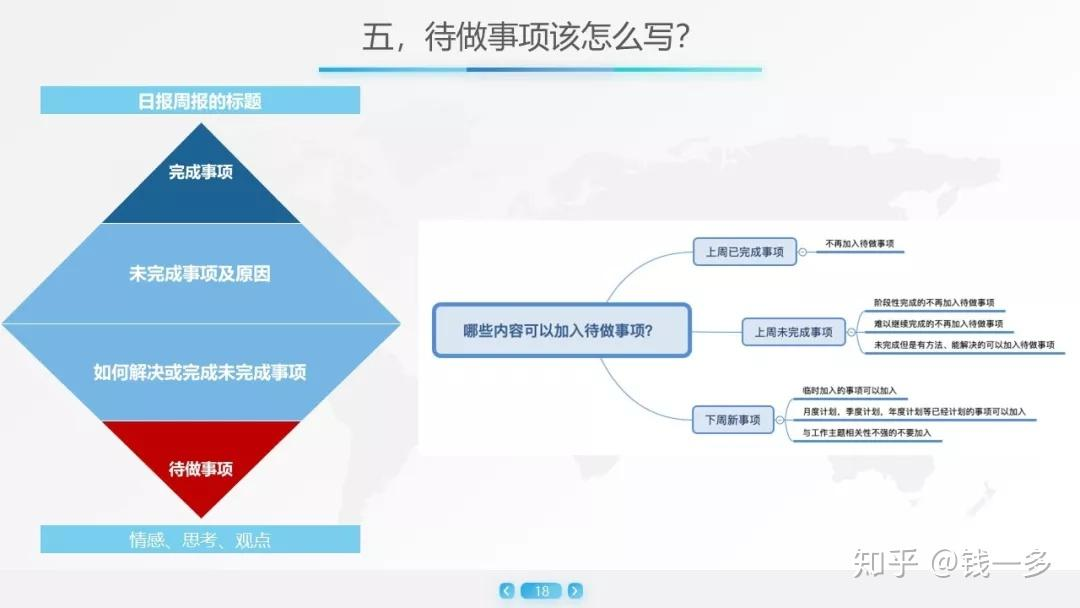 五，待做事项该怎么写？
日报周报的标题
完成事项
未完成事项及原因
如何解决或完成未完成事项
待做事项
情感、思考、观点
哪些内容可以加入待做事项？
上周已完成事项
不再加入待做事项
上周未完成事项
阶段性完成的不再加入待做事项
难以继续完成的不再加入待做事项
未完成但是有方法、能解决的可以加入待做事项
下周新事项
临时加入的事项可以加入
月度计划，季度计划，年度计划等已经计划的事项可以加入
与工作主题相关性不强的不要加入
知乎 @钱一多
18